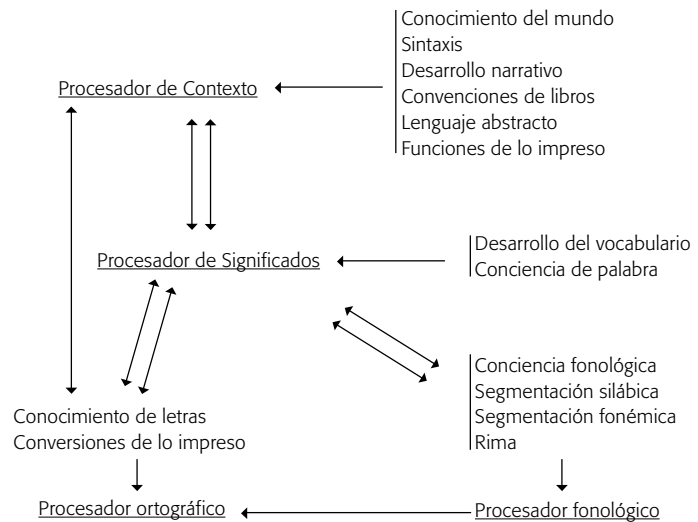 Conocimiento del mundo
Sintaxis
Desarrollo narrativo
Procesador de Contexto
Convenciones de libros
Lenguaje abstracto
Funciones de lo impreso
Desarrollo del vocabulario
Procesador de Significados
Conciencia de palabra
Conciencia fonológica
Segmentación silábica
Segmentación fonémica
Rima
Conocimiento de letras
Conversiones de lo impreso
Procesador ortográfico
Procesador fonológico